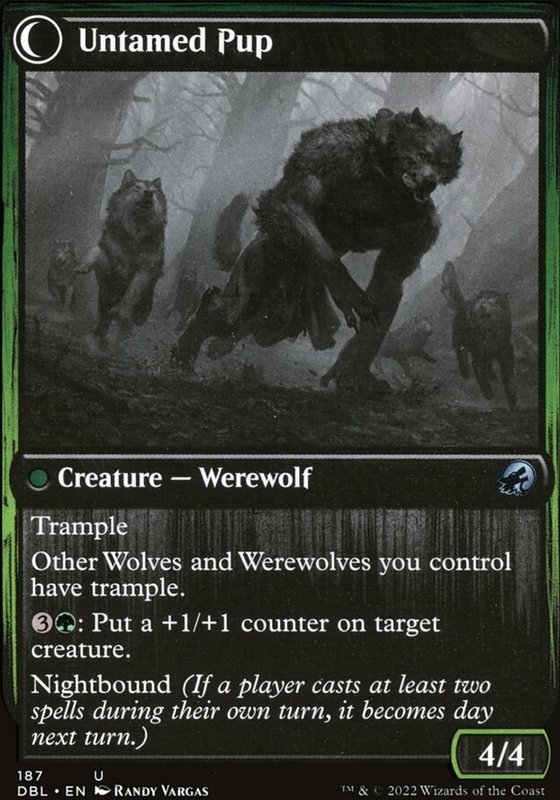 Untamed Pup
Creature — Werewolf
Trample
Other Wolves and Werewolves you control
have trample.
3: Put a +1/+1 counter on target
creature.
Nightbound (If a player casts at least two
spells during their own turn, it becomes day
next turn.)
4/4
187 U
DBL • EN RANDY VARGAS
™ & © 2022 Wizards of the Coast